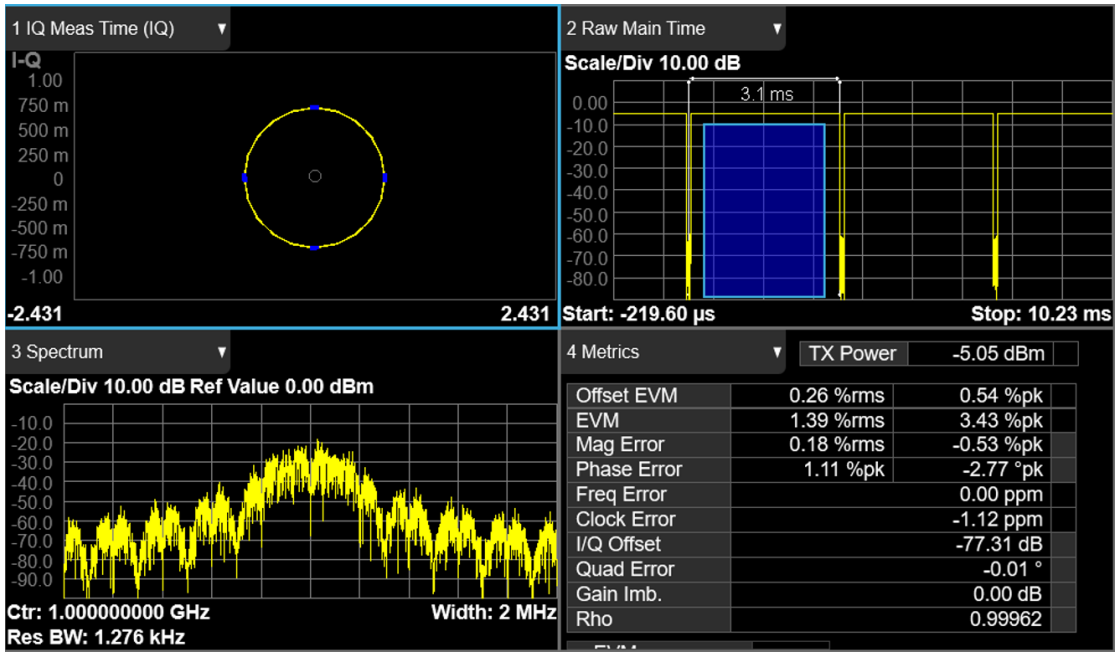 1 IQ Meas Time (IQ) ▼
I-Q
1.00
750 m
500 m
250 m
0
-250 m
-500 m
-750 m
-1.00
-2.431 2.431
2 Raw Main Time ▼
Scale/Div 10.00 dB
3.1 ms
0.00
-10.0
-20.0
-30.0
-40.0
-50.0
-60.0
-70.0
-80.0
Start: -219.60 µs Stop: 10.23 ms
3 Spectrum ▼
Scale/Div 10.00 dB Ref Value 0.00 dBm
-10.0
-20.0
-30.0
-40.0
-50.0
-60.0
-70.0
-80.0
-90.0
Ctr: 1.000000000 GHz Width: 2 MHz
Res BW: 1.276 kHz
4 Metrics ▼ TX Power -5.05 dBm
Offset EVM 0.26 %rms 0.54 %pk
EVM 1.39 %rms 3.43 %pk
Mag Error 0.18 %rms -0.53 %pk
Phase Error 1.11 %pk -2.77 °pk
Freq Error 0.00 ppm
Clock Error -1.12 ppm
I/Q Offset -77.31 dB
Quad Error -0.01 °
Gain Imb. 0.00 dB
Rho 0.99962